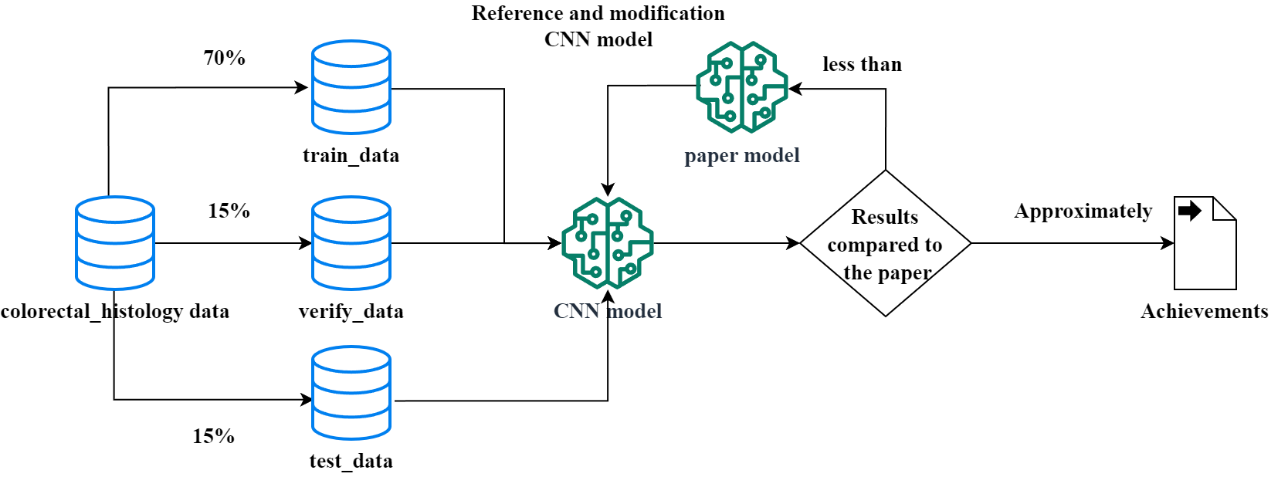 Reference and modification
CNN model
70%
less than
train_data
paper model
15%
Approximately
Results
compared to
the paper
colorectal_histology data
verify_data
CNN model
Achievements
15%
test_data